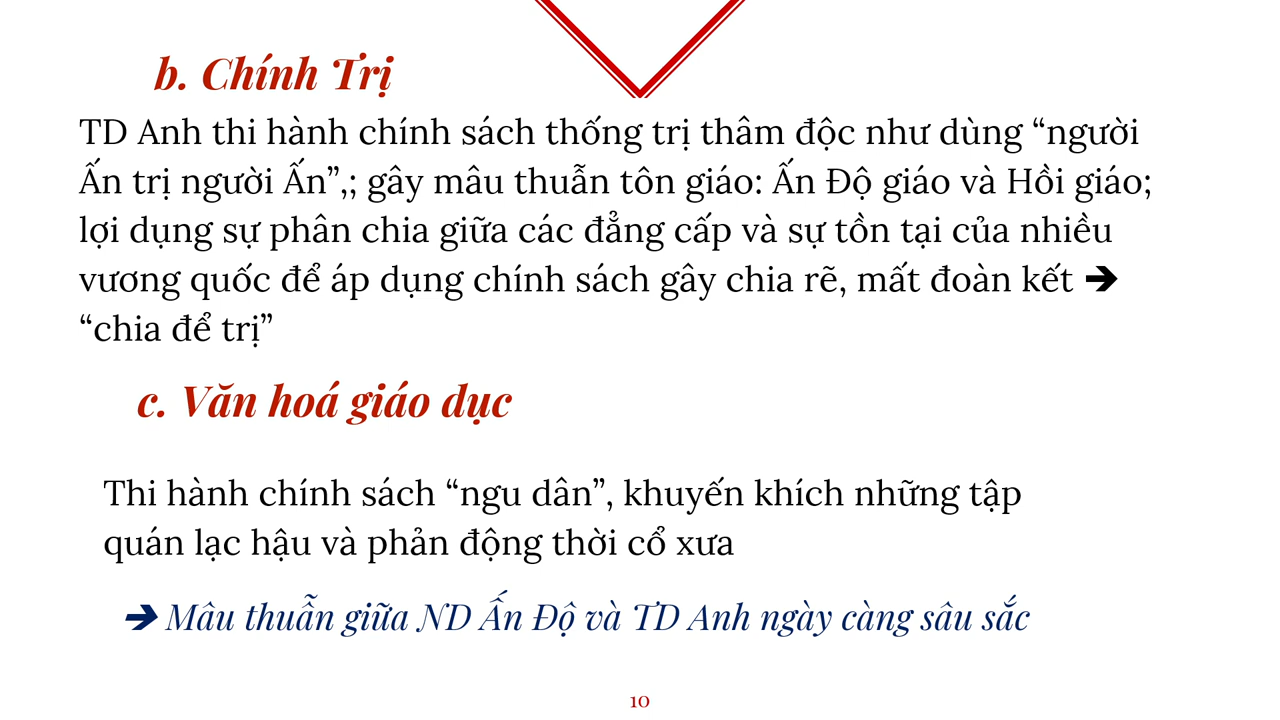 b. Chính Trị
TD Anh thi hành chính sách thống trị thâm độc như dùng “người
Ấn trị người Ấn”,; gây mâu thuẫn tôn giáo: Ấn Độ giáo và Hồi giáo;
lợi dụng sự phân chia giữa các đẳng cấp và sự tồn tại của nhiều
vương quốc để áp dụng chính sách gây chia rẽ, mất đoàn kết ➔
“chia để trị”
c. Văn hoá giáo dục
Thi hành chính sách “ngu dân”, khuyến khích những tập
quán lạc hậu và phản động thời cổ xưa
➔ Mâu thuẫn giữa ND Ấn Độ và TD Anh ngày càng sâu sắc
10